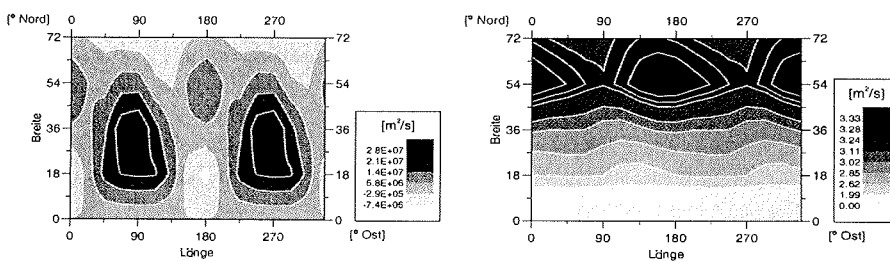 [° Nord] 0 90 180 270
72 72
54 54
36 36
18 18
0 0
Breite
0 90 180 270
[° Ost]
Länge
[m²/s]
2.8E+07
2.1E+07
1.4E+07
5.8E+06
-2.9E+05
-7.4E+06
[° Nord] 0 90 180 270
72 72
54 54
36 36
18 18
0 0
Breite
0 90 180 270
[° Ost]
Länge
[m²/s]
3.33
3.28
3.24
3.11
3.02
2.85
2.62
1.99
0.00